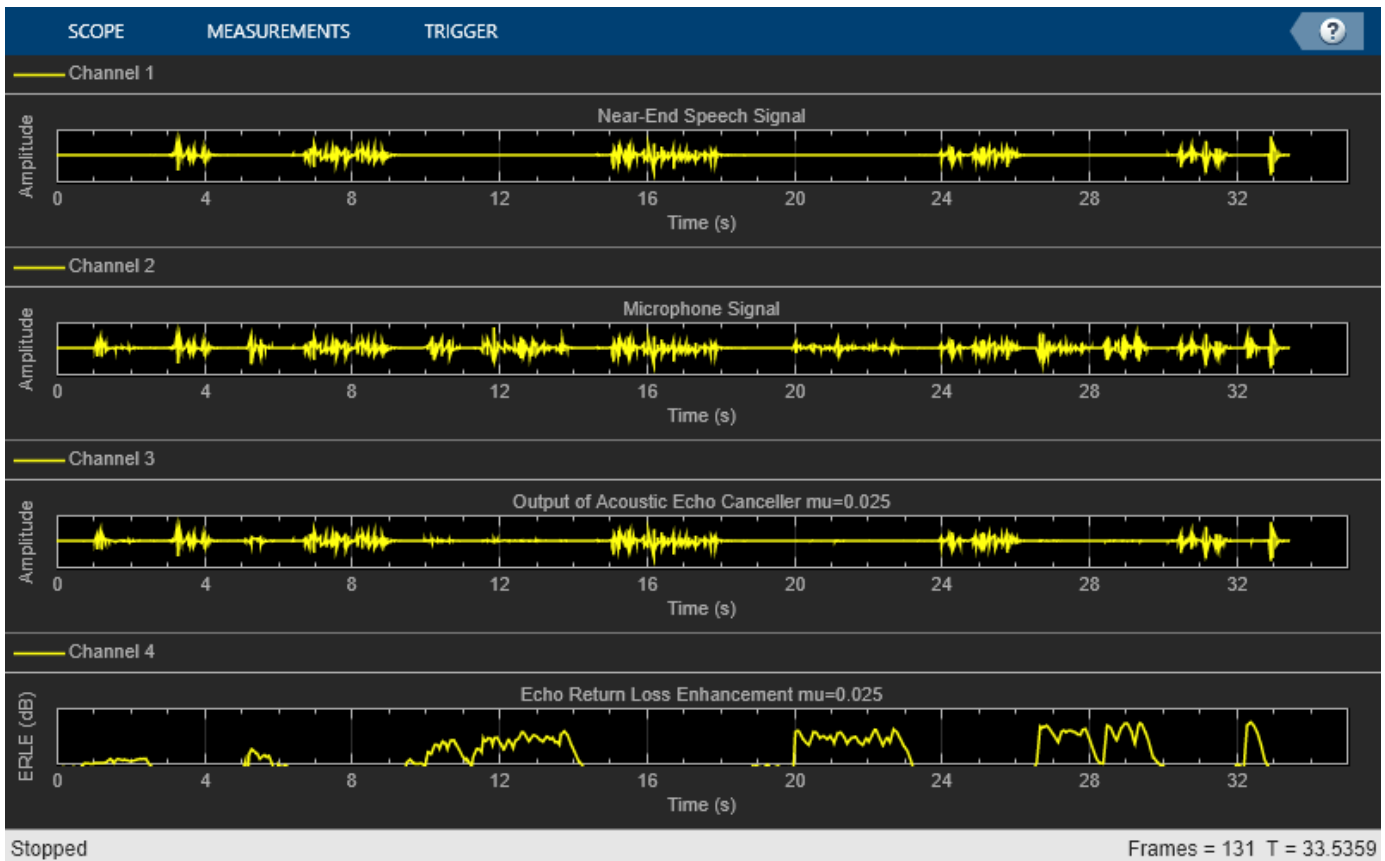 SCOPE MEASUREMENTS TRIGGER ?
Channel 1
Near-End Speech Signal
Amplitude
0 4 8 12 16 20 24 28 32
Time (s)
Channel 2
Microphone Signal
Amplitude
0 4 8 12 16 20 24 28 32
Time (s)
Channel 3
Output of Acoustic Echo Canceller mu=0.025
Amplitude
0 4 8 12 16 20 24 28 32
Time (s)
Channel 4
Echo Return Loss Enhancement mu=0.025
ERLE (dB)
0 4 8 12 16 20 24 28 32
Time (s)
Stopped Frames = 131 T = 33.5359